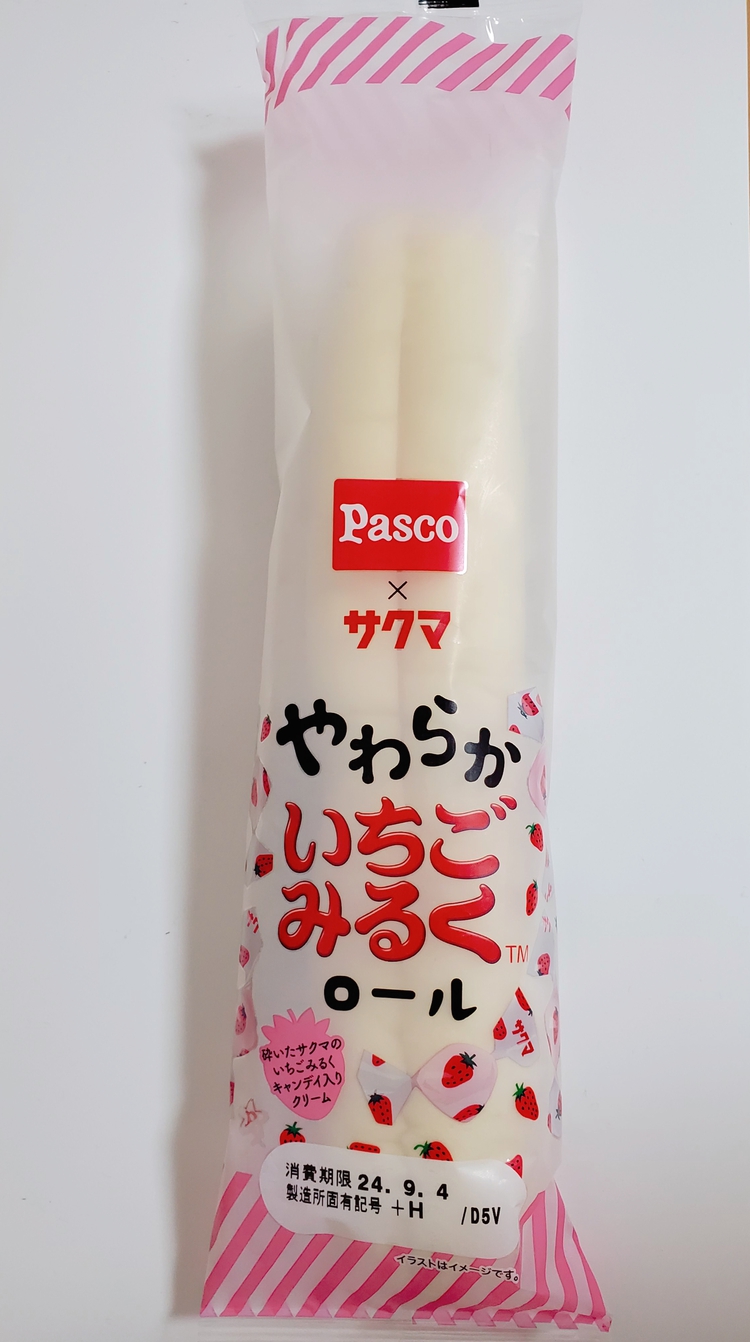 Pasco
×
サクマ
やわらか
いちご
みるく™
ロール
砕いたサクマの
いちごみるく
キャンディ入り
クリーム
サクマ
消費期限 24. 9. 4
製造所固有記号 +H /D5V
イラストはイメージです。